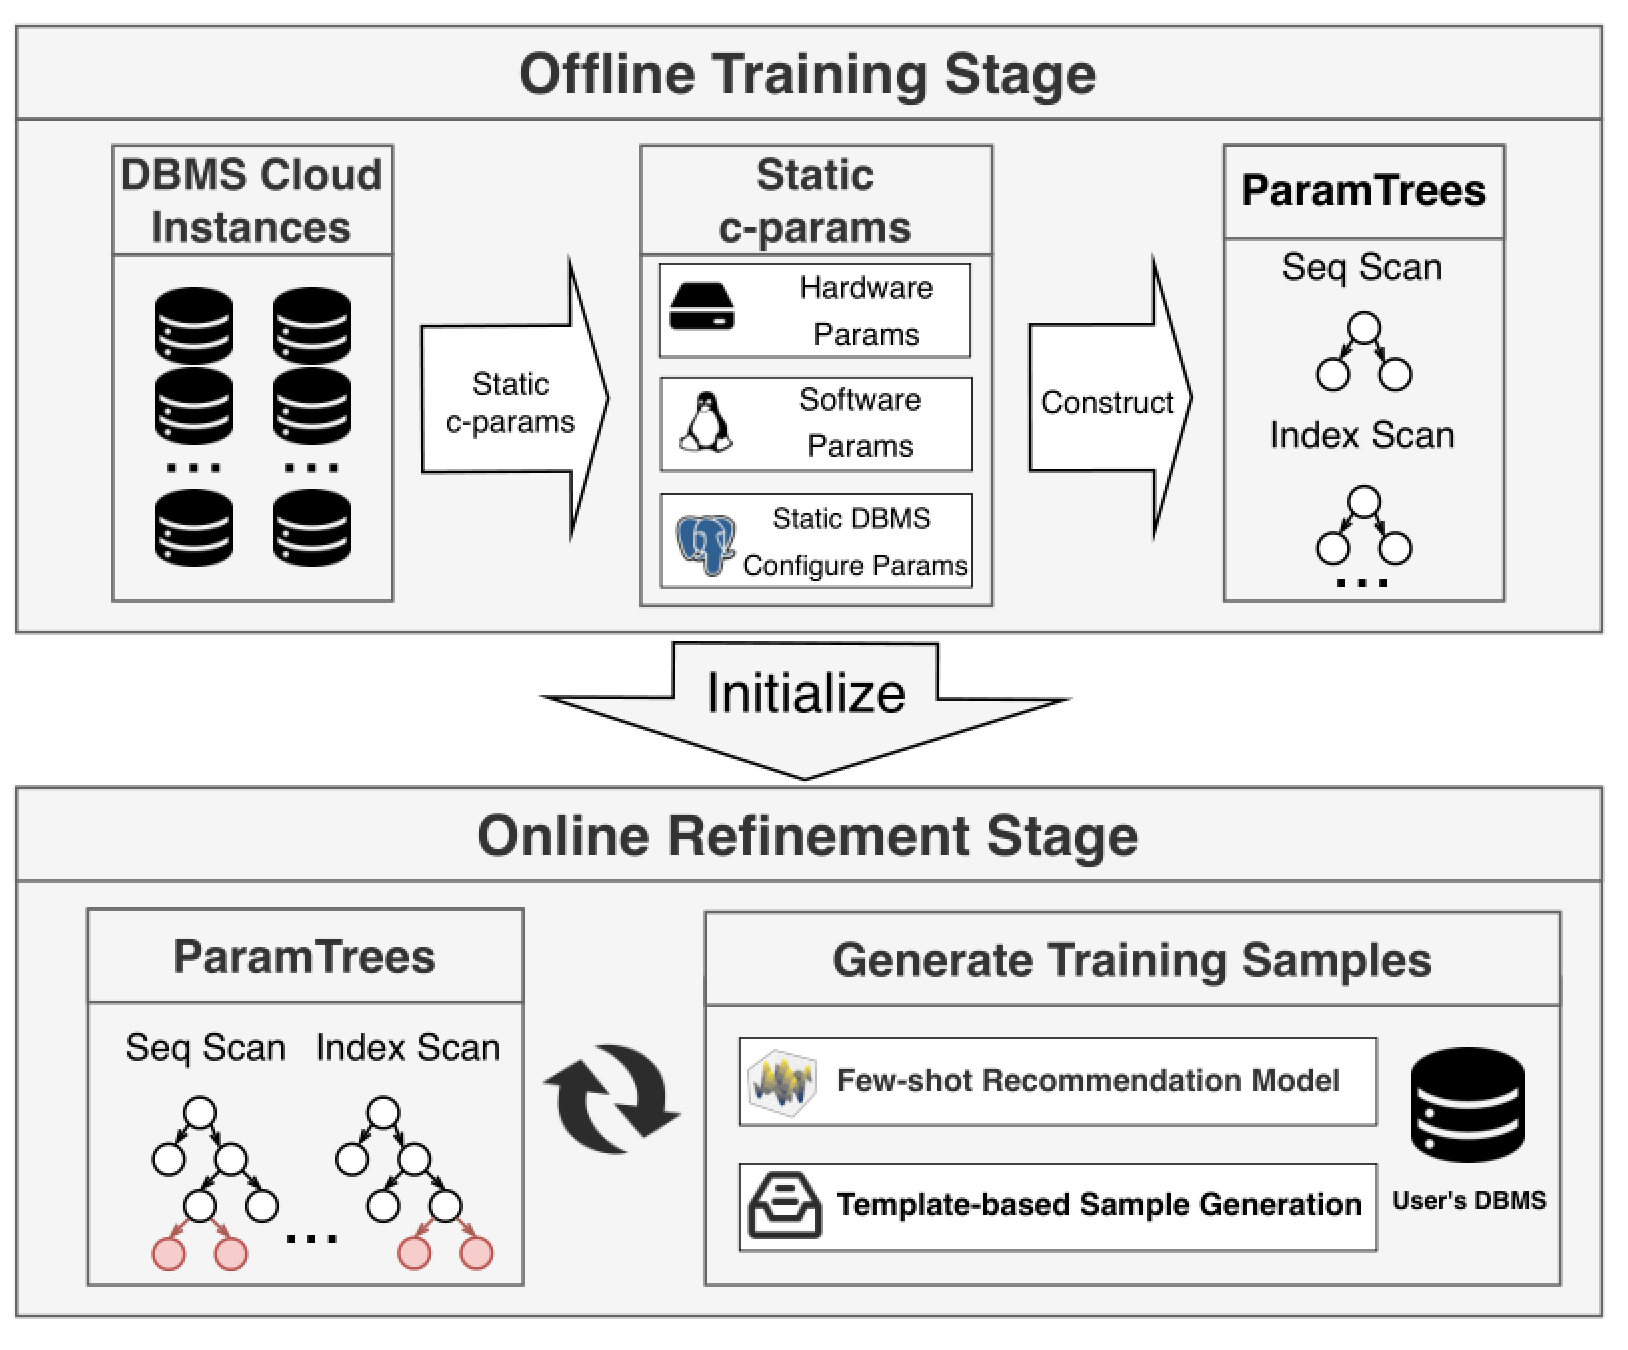 Offline Training Stage
DBMS Cloud
Instances
Static
c-params
Static
c-params
Hardware
Params
Software
Params
Static DBMS
Configure Params
Construct
ParamTrees
Seq Scan
Index Scan
...
Initialize
Online Refinement Stage
ParamTrees
Seq Scan Index Scan
...
Generate Training Samples
Few-shot Recommendation Model
Template-based Sample Generation
User's DBMS